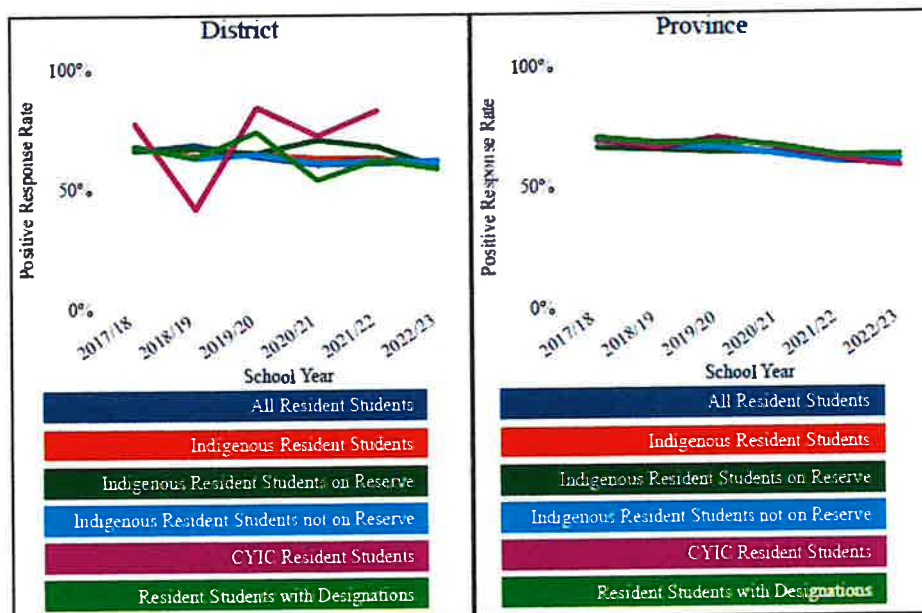 District
100%
50%
0%
Positive Response Rate
2017/18
2018/19
2019/20
2020/21
2021/22
2022/23
School Year
All Resident Students
Indigenous Resident Students
Indigenous Resident Students on Reserve
Indigenous Resident Students not on Reserve
CYIC Resident Students
Resident Students with Designations
Province
100%
50%
0%
Positive Response Rate
2017/18
2018/19
2019/20
2020/21
2021/22
2022/23
School Year
All Resident Students
Indigenous Resident Students
Indigenous Resident Students on Reserve
Indigenous Resident Students not on Reserve
CYIC Resident Students
Resident Students with Designations